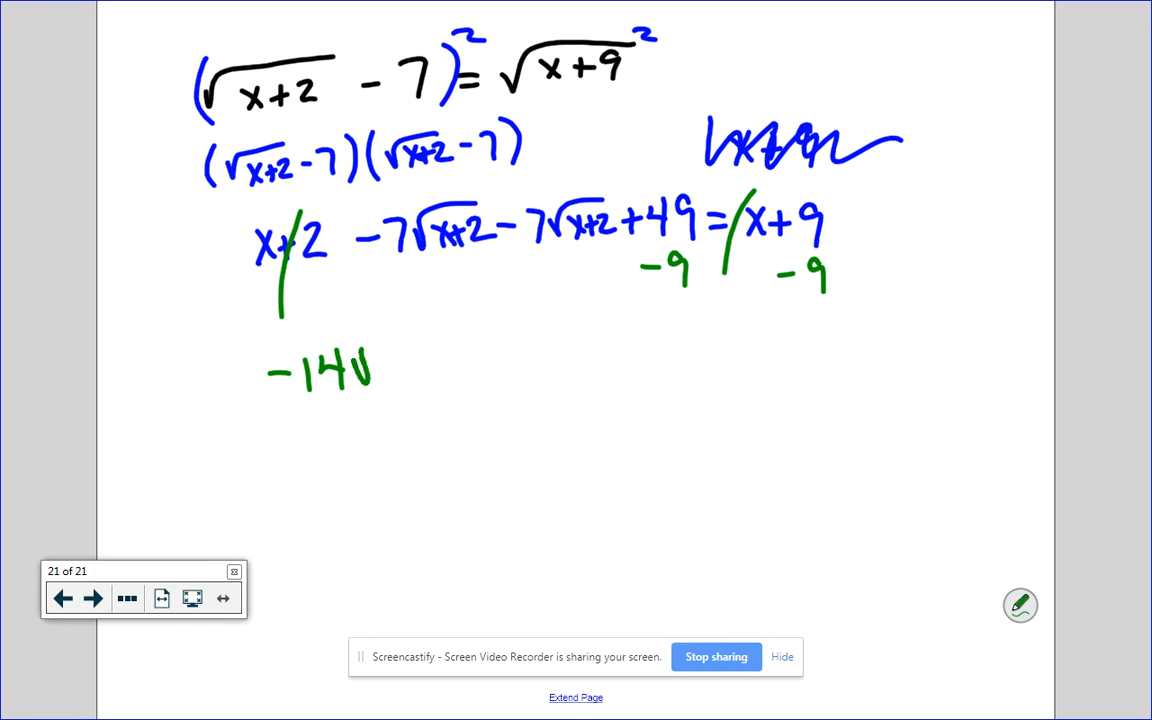 (√x+2 - 7)² = √x+9²
(√x+2 - 7)(√x+2 - 7)
x+2 -7√x+2 - 7√x+2 + 49 = x+9
-9 -9
-14√
21 of 21
Screencastify - Screen Video Recorder is sharing your screen. Stop sharing Hide
Extend Page